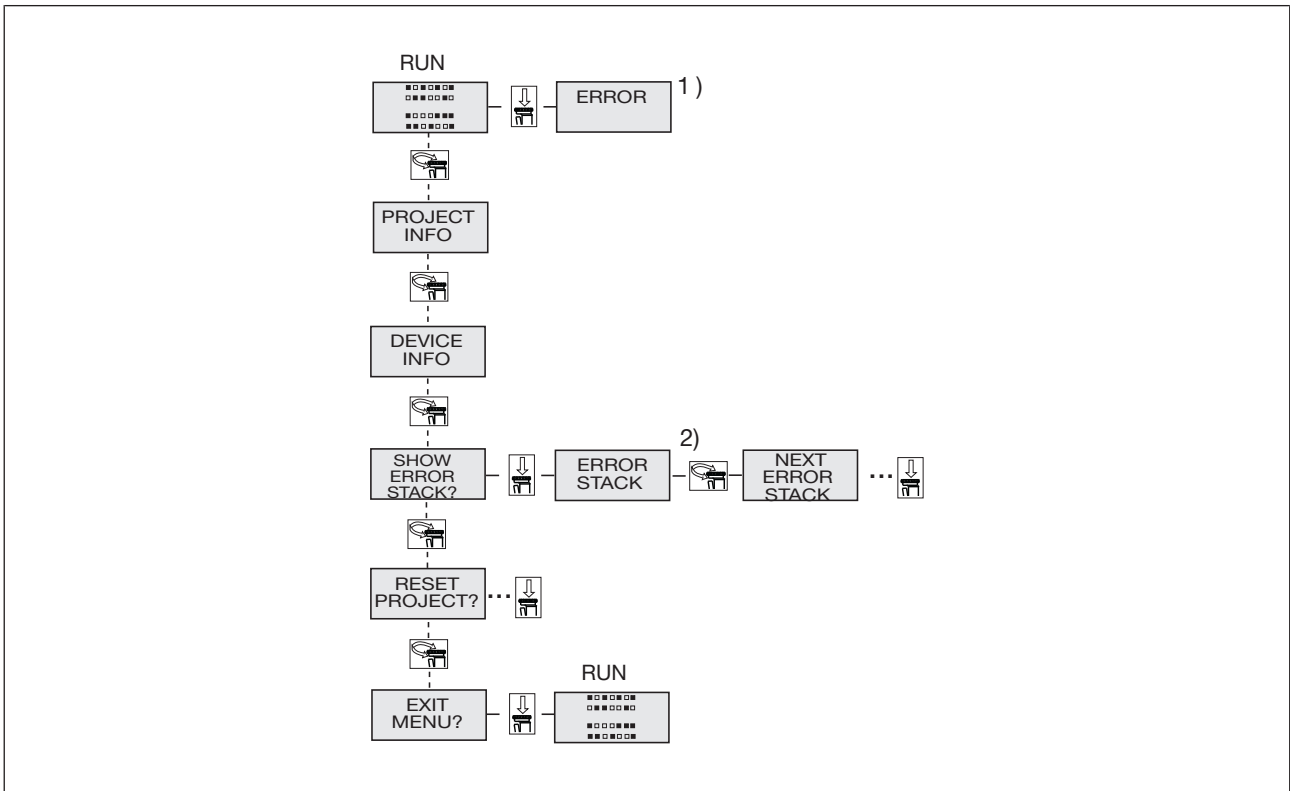 RUN
ERROR
1)
PROJECT
INFO
DEVICE
INFO
2)
SHOW
ERROR
STACK?
ERROR
STACK
NEXT
ERROR
STACK
...
RESET
PROJECT?
...
RUN
EXIT
MENU?